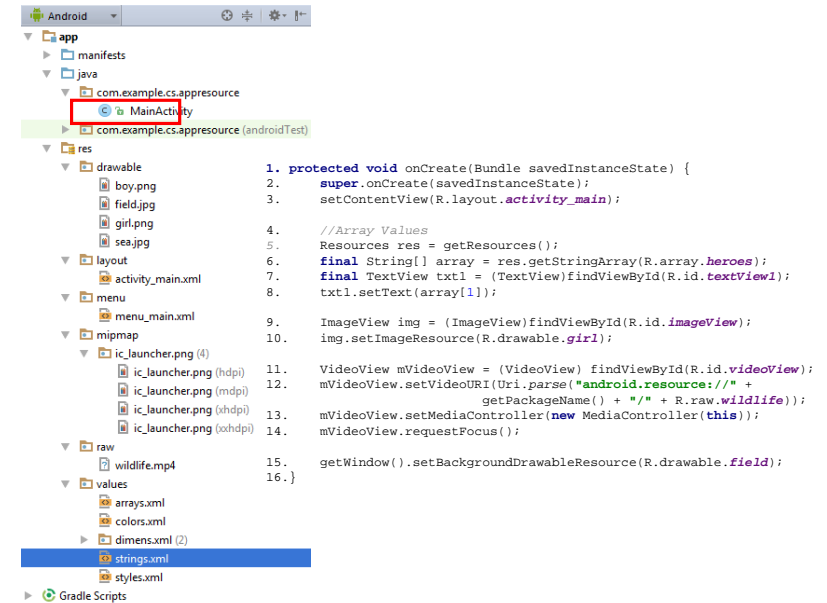 Android
app
manifests
java
com.example.cs.appresource
MainActivity
com.example.cs.appresource (androidTest)
res
drawable
boy.png
field.jpg
girl.png
sea.jpg
layout
activity_main.xml
menu
menu_main.xml
mipmap
ic_launcher.png (4)
ic_launcher.png (hdpi)
ic_launcher.png (mdpi)
ic_launcher.png (xhdpi)
ic_launcher.png (xxhdpi)
raw
wildlife.mp4
values
arrays.xml
colors.xml
dimens.xml (2)
strings.xml
styles.xml
Gradle Scripts
1. protected void onCreate(Bundle savedInstanceState) {
2. super.onCreate(savedInstanceState);
3. setContentView(R.layout.activity_main);
4. //Array Values
5. Resources res = getResources();
6. final String[] array = res.getStringArray(R.array.heroes);
7. final TextView txt1 = (TextView)findViewById(R.id.textView1);
8. txt1.setText(array[1]);
9. ImageView img = (ImageView)findViewById(R.id.imageView);
10. img.setImageResource(R.drawable.girl);
11. VideoView mVideoView = (VideoView) findViewById(R.id.videoView);
12. mVideoView.setVideoURI(Uri.parse("android.resource://" +
getPackageName() + "/" + R.raw.wildlife));
13. mVideoView.setMediaController(new MediaController(this));
14. mVideoView.requestFocus();
15. getWindow().setBackgroundDrawableResource(R.drawable.field);
16.}